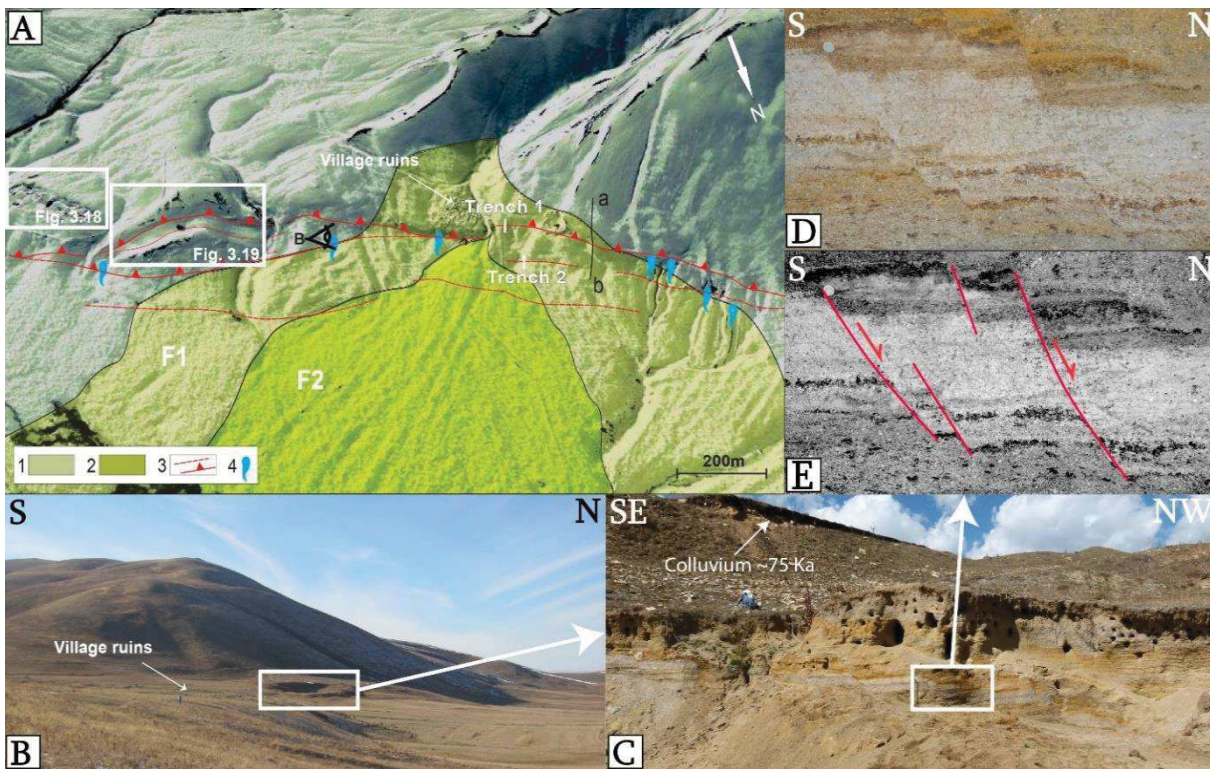 A
N
Village ruins
Trench 1
a
Fig. 3.18
B
Fig. 3.19
Trench 2
b
F1
F2
1 2 3 4
200m
S N
D
S N
E
S N
Village ruins
B
SE NW
Colluvium ~75 Ka
C